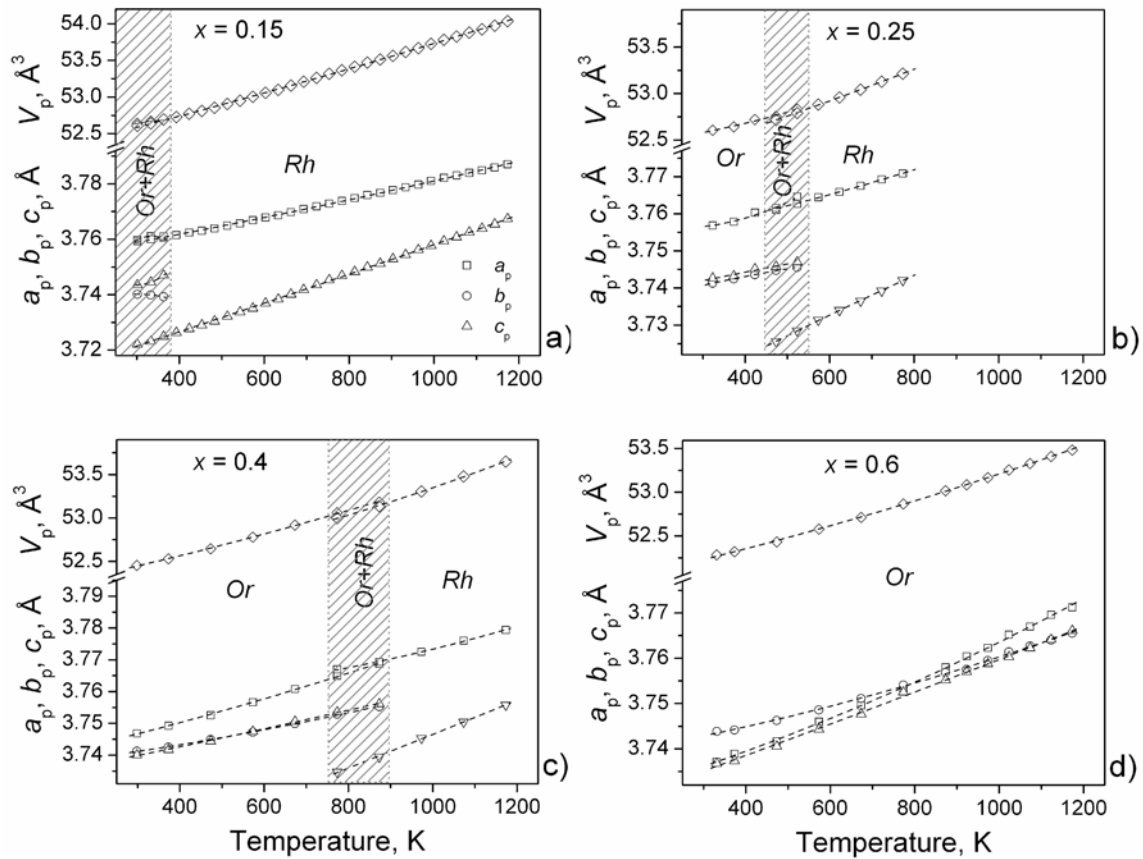 x = 0.15
V_p, Å³
a_p, b_p, c_p, Å
54.0
53.5
53.0
52.5
3.78
3.76
3.74
3.72
Or+Rh
Rh
a_p
b_p
c_p
a)
400 600 800 1000 1200
x = 0.25
V_p, Å³
a_p, b_p, c_p, Å
53.5
53.0
52.5
3.77
3.76
3.75
3.74
3.73
Or
Or+Rh
Rh
b)
400 600 800 1000 1200
x = 0.4
V_p, Å³
a_p, b_p, c_p, Å
53.5
53.0
52.5
3.79
3.78
3.77
3.76
3.75
3.74
Or
Or+Rh
Rh
c)
400 600 800 1000 1200
Temperature, K
x = 0.6
V_p, Å³
a_p, b_p, c_p, Å
53.5
53.0
52.5
3.77
3.76
3.75
3.74
Or
d)
400 600 800 1000 1200
Temperature, K